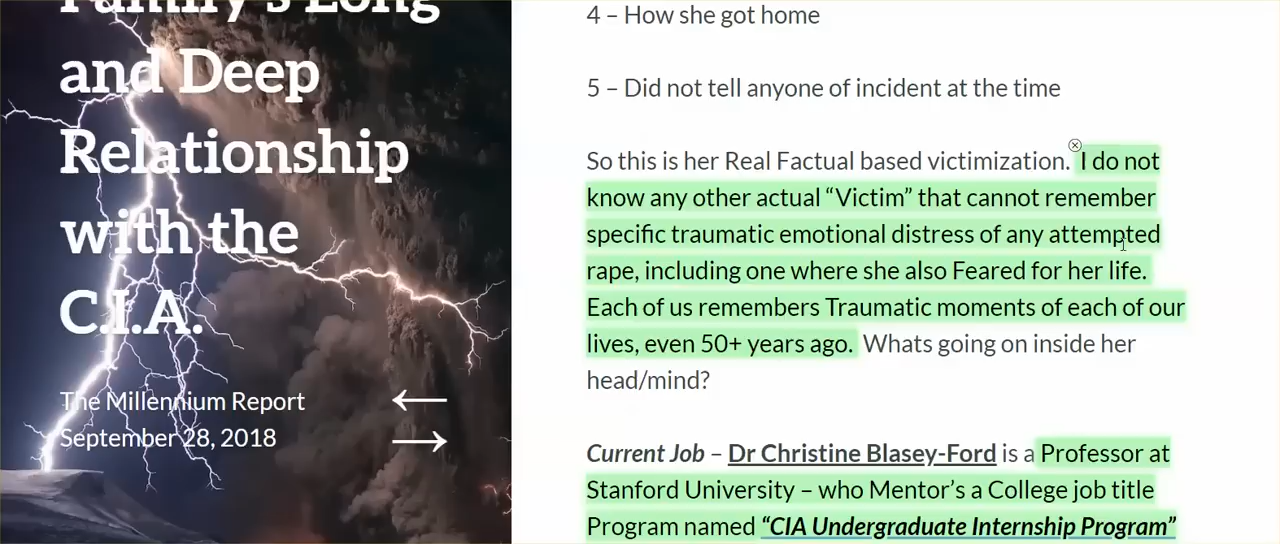 Family's Long
and Deep
Relationship
with the
C.I.A.
The Millennium Report
September 28, 2018
4 – How she got home
5 – Did not tell anyone of incident at the time
So this is her Real Factual based victimization. I do not
know any other actual “Victim” that cannot remember
specific traumatic emotional distress of any attempted
rape, including one where she also Feared for her life.
Each of us remembers Traumatic moments of each of our
lives, even 50+ years ago. Whats going on inside her
head/mind?
Current Job – Dr Christine Blasey-Ford is a Professor at
Stanford University – who Mentor’s a College job title
Program named “CIA Undergraduate Internship Program”